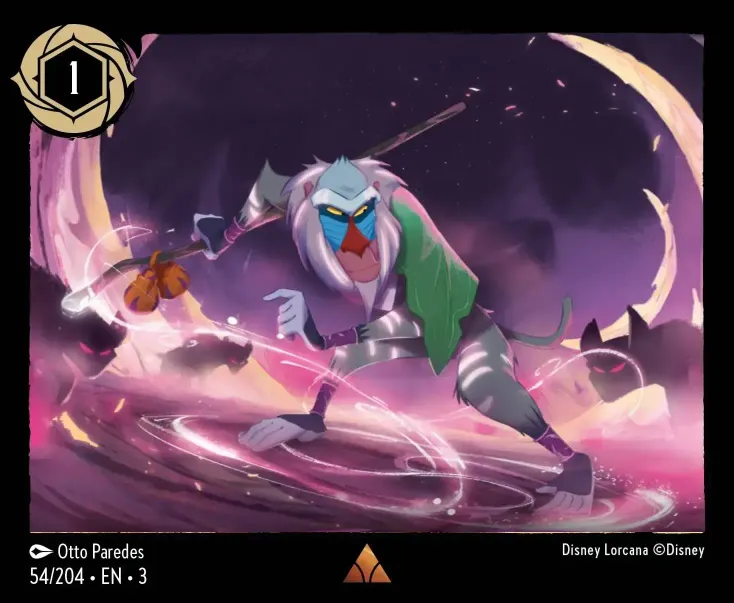 1
Otto Paredes
Disney Lorcana ©Disney
54/204 • EN • 3